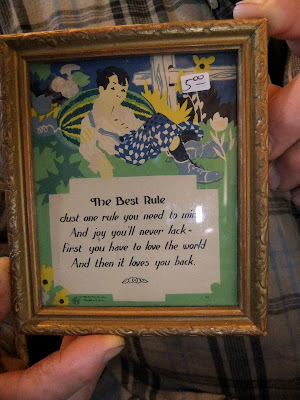 5.00
The Best Rule
Just one rule you need to mind
And joy you'll never lack~
First you have to love the world
And then it loves you back.